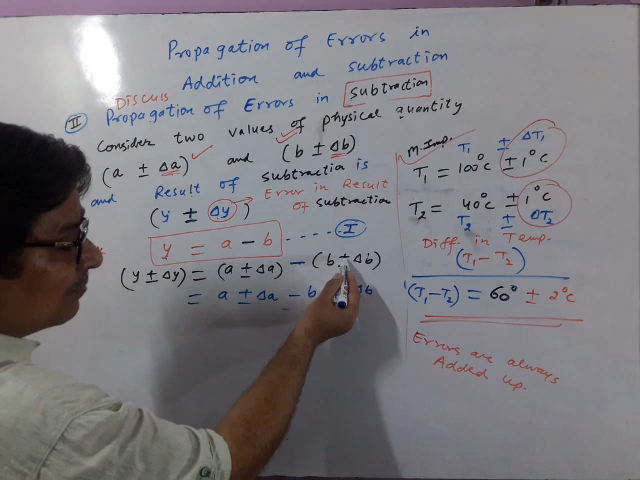 Propagation of Errors in
Addition and subtraction
Discuss
II Propagation of Errors in subtraction
Consider two values of physical quantity
(a ± Δa) and (b ± Δb)
and Result of subtraction is
(y ± Δy) → Error in Result of subtraction
y = a - b ----- I
(y ± Δy) = (a ± Δa) - (b ± Δb)
= a ± Δa - b Δb
M. Imp.
T₁ ± ΔT₁
T₁ = 100°C ± 1°C
T₂ = 40°C ± 1°C
T₂ ± ΔT₂
Diff. in Temp.
(T₁ - T₂)
(T₁ - T₂) = 60° ± 2°C
Errors are always
Added up.